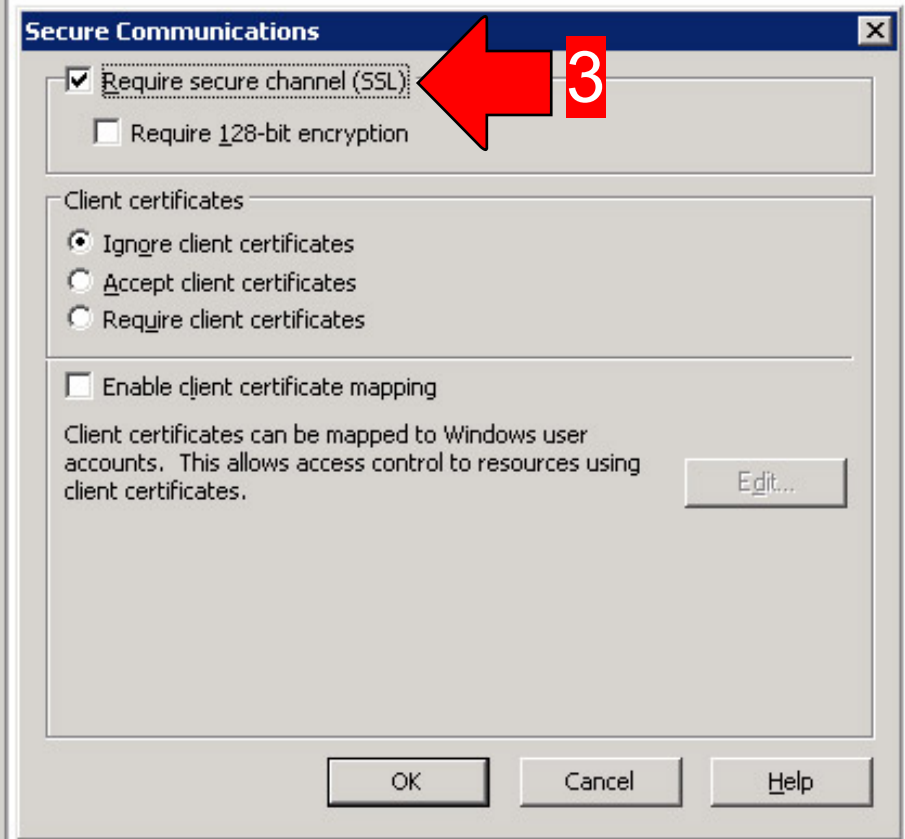 Secure Communications
Require secure channel (SSL)
3
Require 128-bit encryption
Client certificates
Ignore client certificates
Accept client certificates
Require client certificates
Enable client certificate mapping
Client certificates can be mapped to Windows user
accounts. This allows access control to resources using
client certificates.
Edit...
OK
Cancel
Help